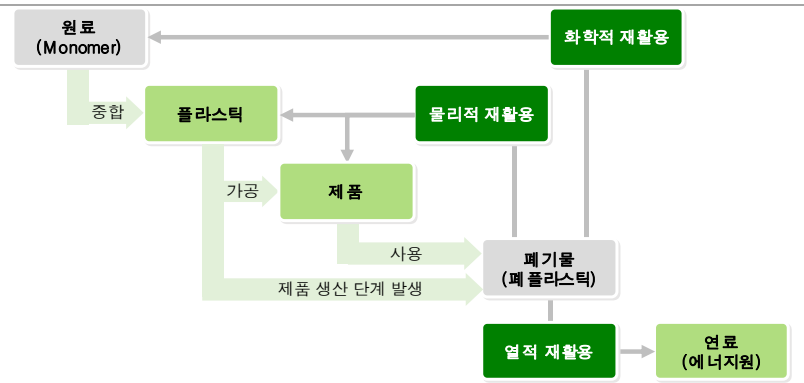 원료
(Monomer)
화학적 재활용
중합
플라스틱
물리적 재활용
가공
제품
사용
폐기물
(폐플라스틱)
제품 생산 단계 발생
열적 재활용
연료
(에너지원)